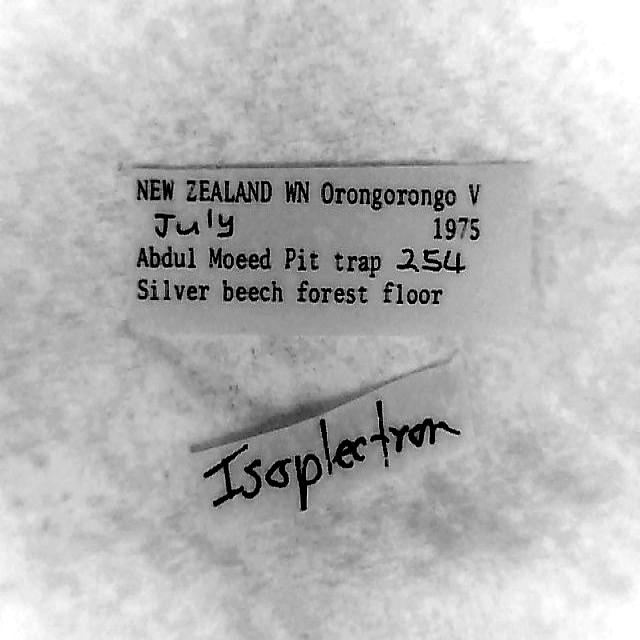 NEW ZEALAND WN Orongorongo V
July 1975
Abdul Moeed Pit trap 254
Silver beech forest floor
Isoplectron